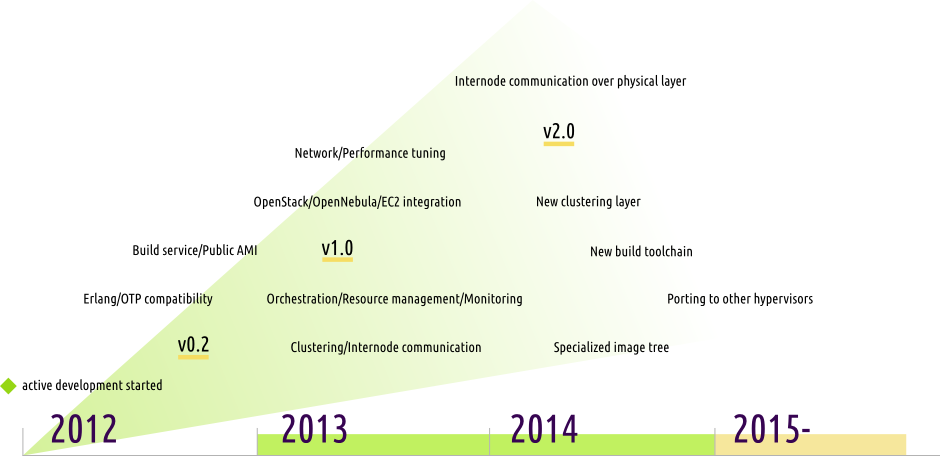 Internode communication over physical layer
v2.0
Network/Performance tuning
OpenStack/OpenNebula/EC2 integration
New clustering layer
Build service/Public AMI
v1.0
New build toolchain
Erlang/OTP compatibility
Orchestration/Resource management/Monitoring
Porting to other hypervisors
v0.2
Clustering/Internode communication
Specialized image tree
active development started
2012
2013
2014
2015-